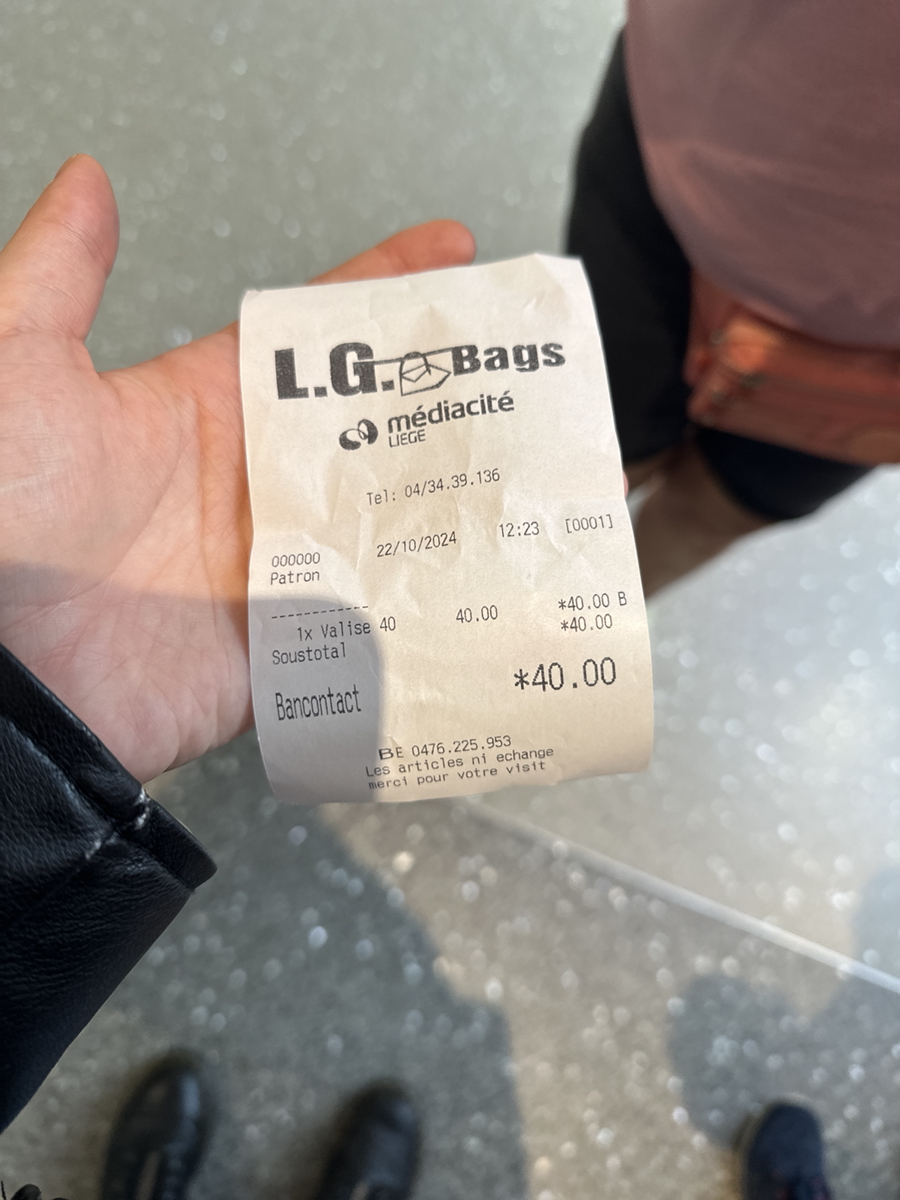 L.G. Bags
médiacité
LIEGE
Tel: 04/34.39.136
000000 22/10/2024 12:23 [0001]
Patron
------------
1x Valise 40 40.00 *40.00 B
Soustotal *40.00
Bancontact *40.00
BE 0476.225.953
Les articles ni echange
merci pour votre visit